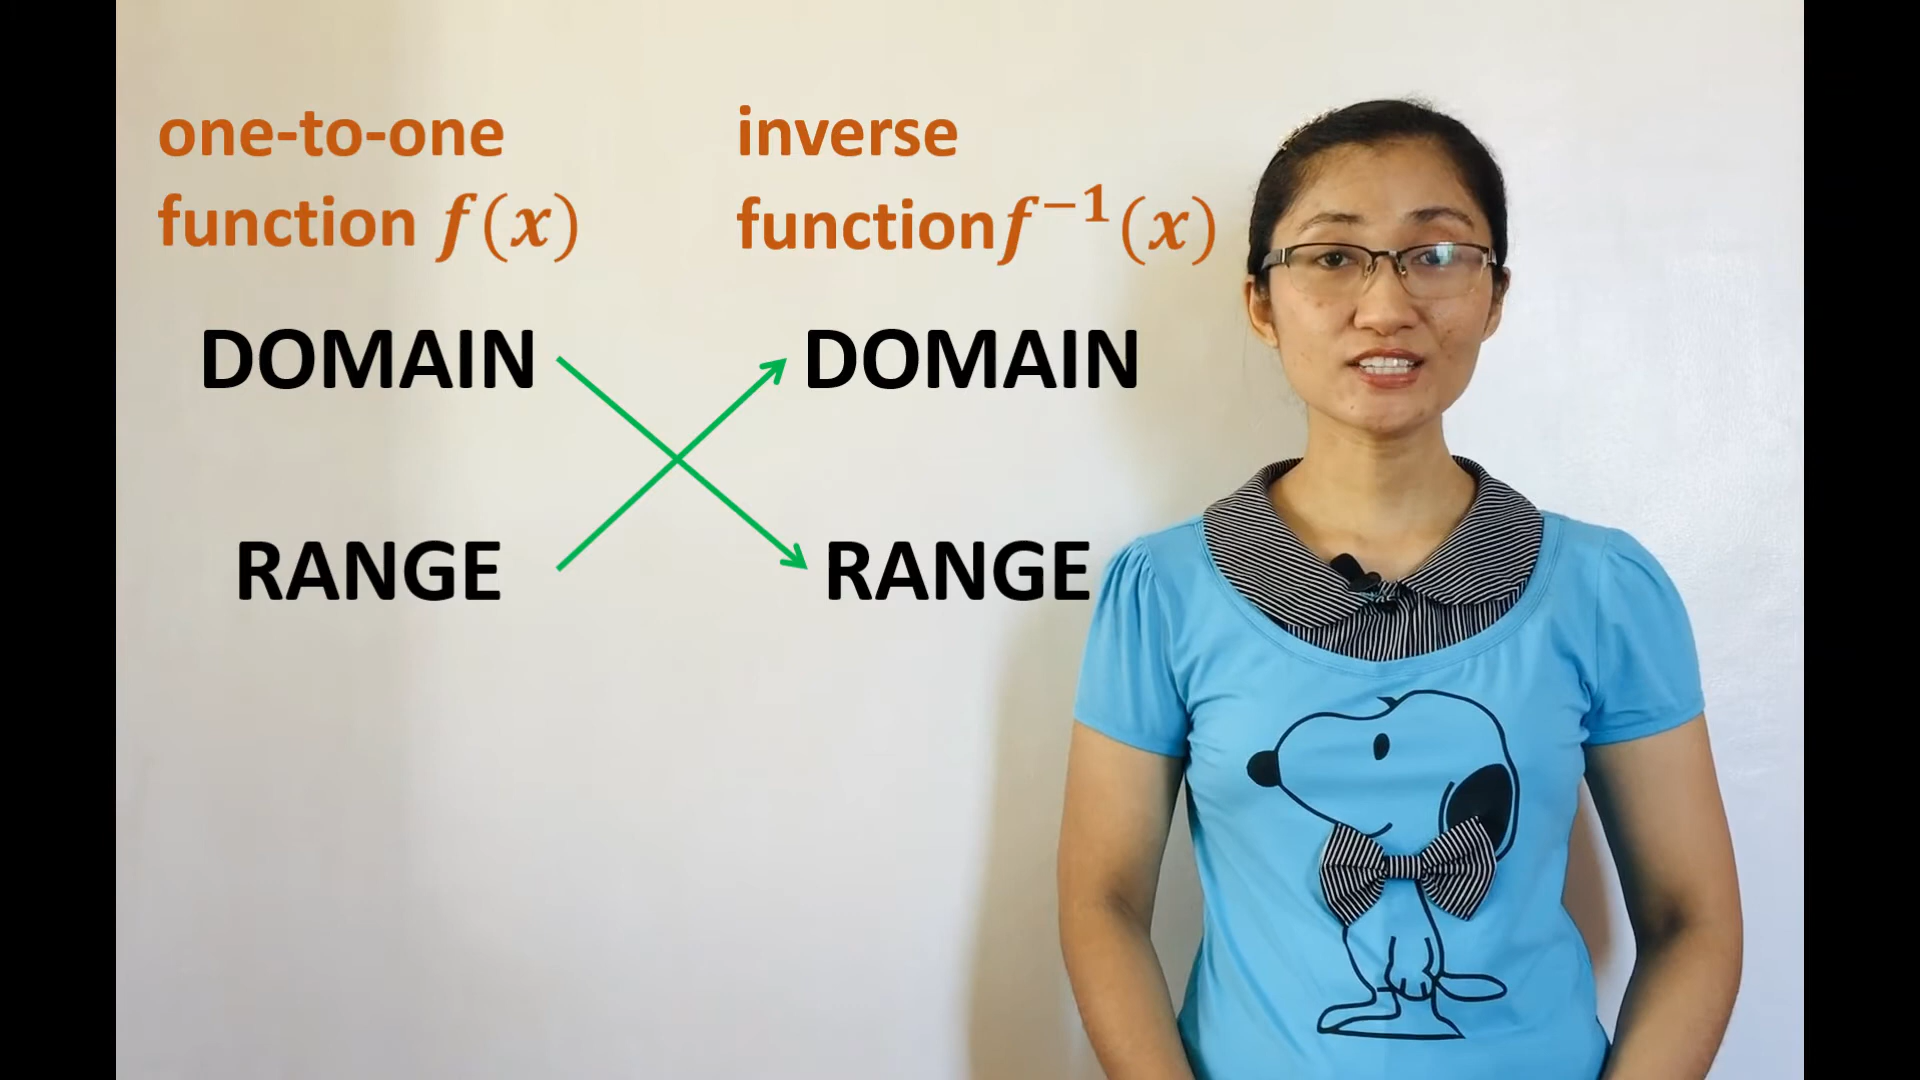 one-to-one
function f(x)
inverse
function f⁻¹(x)
DOMAIN
DOMAIN
RANGE
RANGE